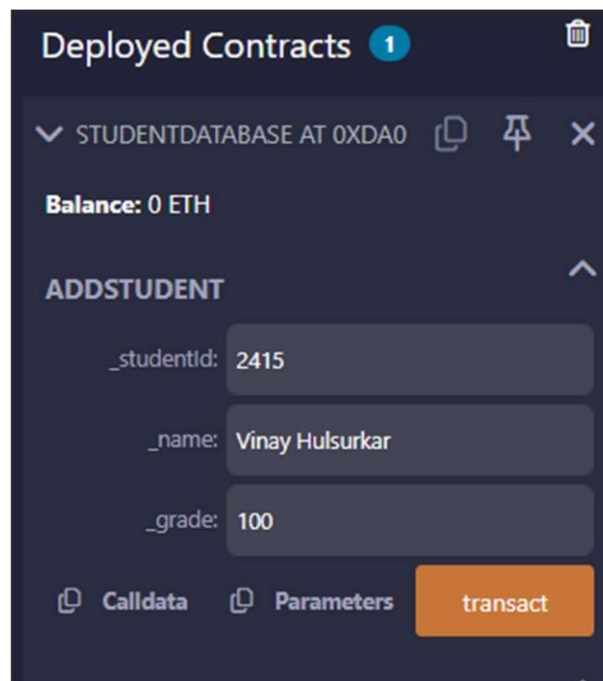 Deployed Contracts 1
STUDENTDATABASE AT 0XDA0
Balance: 0 ETH
ADDSTUDENT
_studentId: 2415
_name: Vinay Hulsurkar
_grade: 100
Calldata Parameters transact